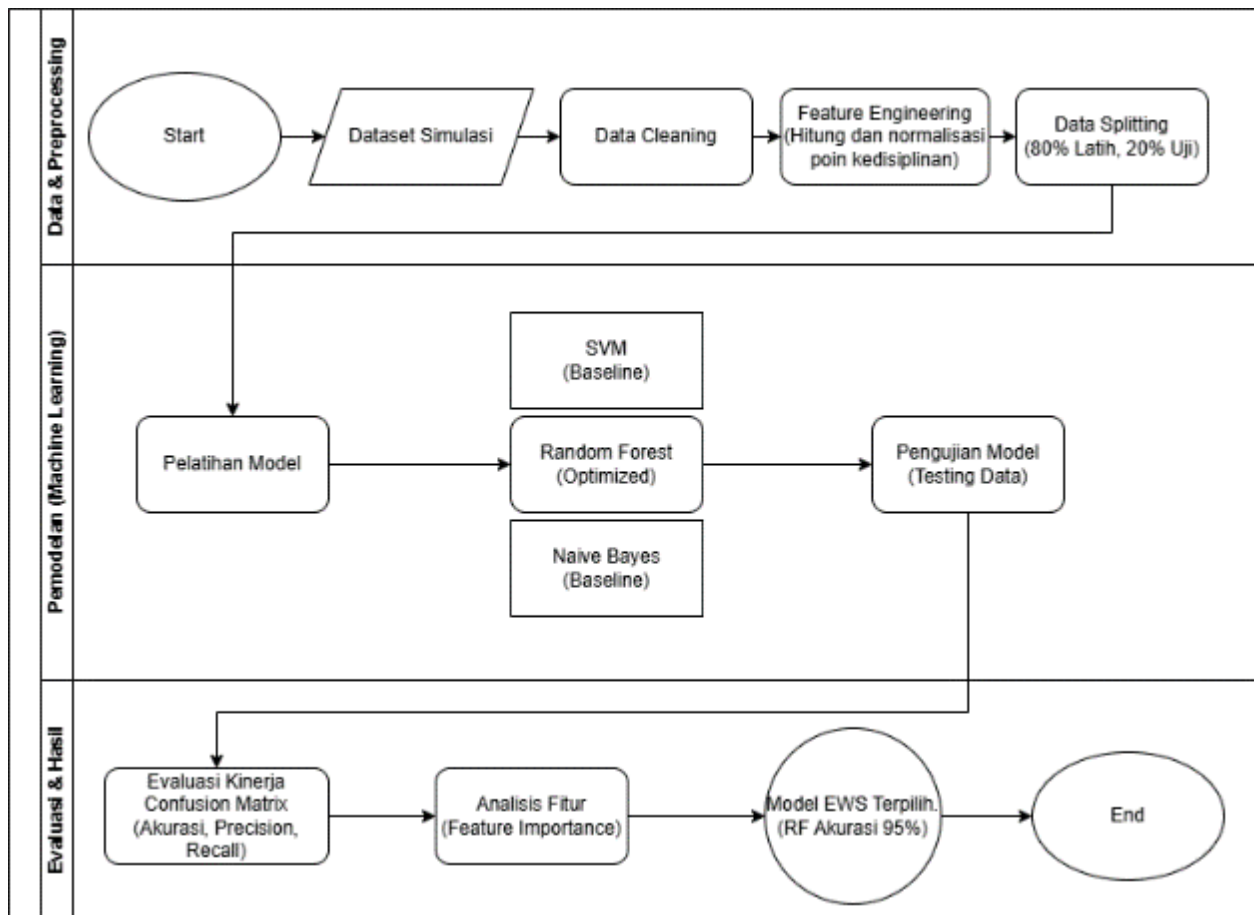 Data & Preprocessing
Start
Dataset Simulasi
Data Cleaning
Feature Engineering
(Hitung dan normalisasi
poin kedisiplinan)
Data Splitting
(80% Latih, 20% Uji)
Pemodelan (Machine Learning)
Pelatihan Model
SVM
(Baseline)
Random Forest
(Optimized)
Naive Bayes
(Baseline)
Pengujian Model
(Testing Data)
Evaluasi & Hasil
Evaluasi Kinerja
Confusion Matrix
(Akurasi, Precision,
Recall)
Analisis Fitur
(Feature Importance)
Model EWS Terpilih.
(RF Akurasi 95%)
End